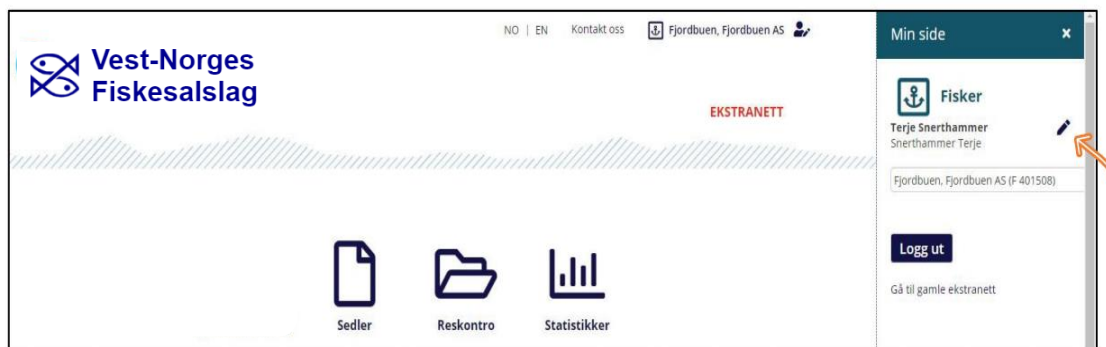 NO | EN Kontakt oss Fjordbuen, Fjordbuen AS
Vest-Norges
Fiskesalslag
EKSTRANETT
Sedler Reskontro Statistikker
Min side ×
Fisker
Terje Snerthammer
Snerthammer Terje
Fjordbuen, Fjordbuen AS (F 401508)
Logg ut
Gå til gamle ekstranett